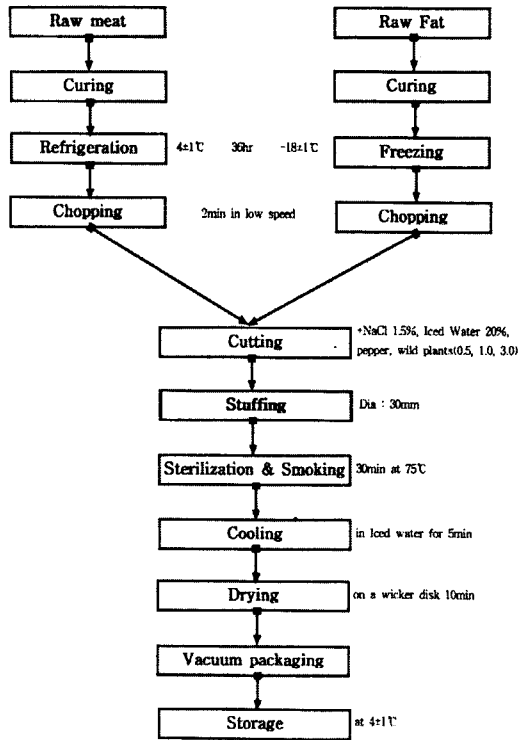 Raw meat
Raw Fat
Curing
Curing
Refrigeration 4±1℃ 36hr -18±1℃ Freezing
Chopping 2min in low speed Chopping
Cutting
+NaCl 1.5%, Iced Water 20%,
pepper, wild plants(0.5, 1.0, 3.0)
Stuffing Dia : 30mm
Sterilization & Smoking 30min at 75℃
Cooling in Iced water for 5min
Drying on a wicker disk 10min
Vacuum packaging
Storage at 4±1℃